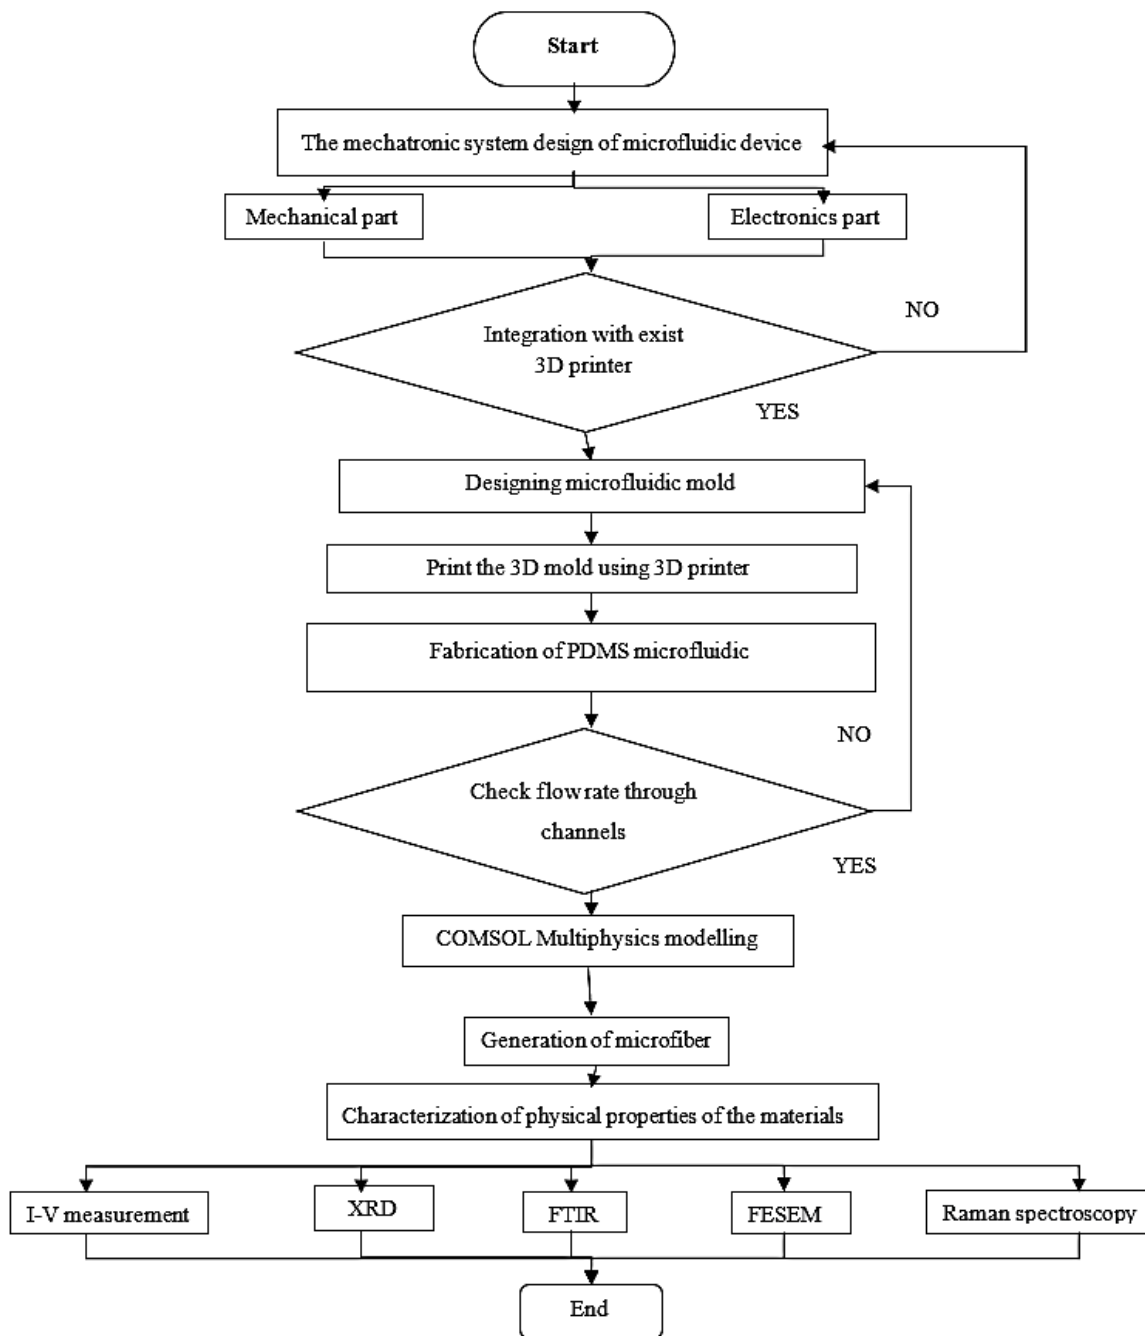 Start
The mechatronic system design of microfluidic device
Mechanical part
Electronics part
NO
Integration with exist
3D printer
YES
Designing microfluidic mold
Print the 3D mold using 3D printer
Fabrication of PDMS microfluidic
NO
Check flow rate through
channels
YES
COMSOL Multiphysics modelling
Generation of microfiber
Characterization of physical properties of the materials
I-V measurement
XRD
FTIR
FESEM
Raman spectroscopy
End